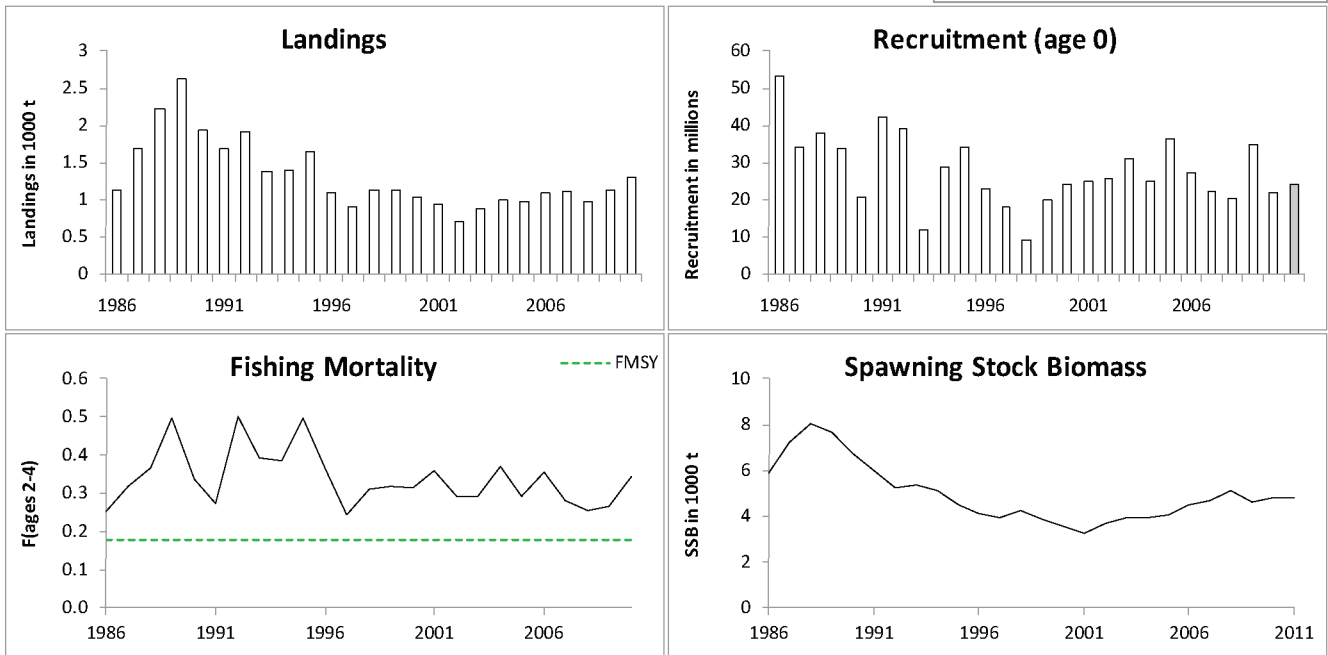 Landings
Landings in 1000 t
3
2.5
2
1.5
1
0.5
0
1986 1991 1996 2001 2006
Recruitment (age 0)
Recruitment in millions
60
50
40
30
20
10
0
1986 1991 1996 2001 2006
Fishing Mortality
FMSY
F(ages 2-4)
0.6
0.5
0.4
0.3
0.2
0.1
0.0
1986 1991 1996 2001 2006
Spawning Stock Biomass
SSB in 1000 t
10
8
6
4
2
0
1986 1991 1996 2001 2006 2011